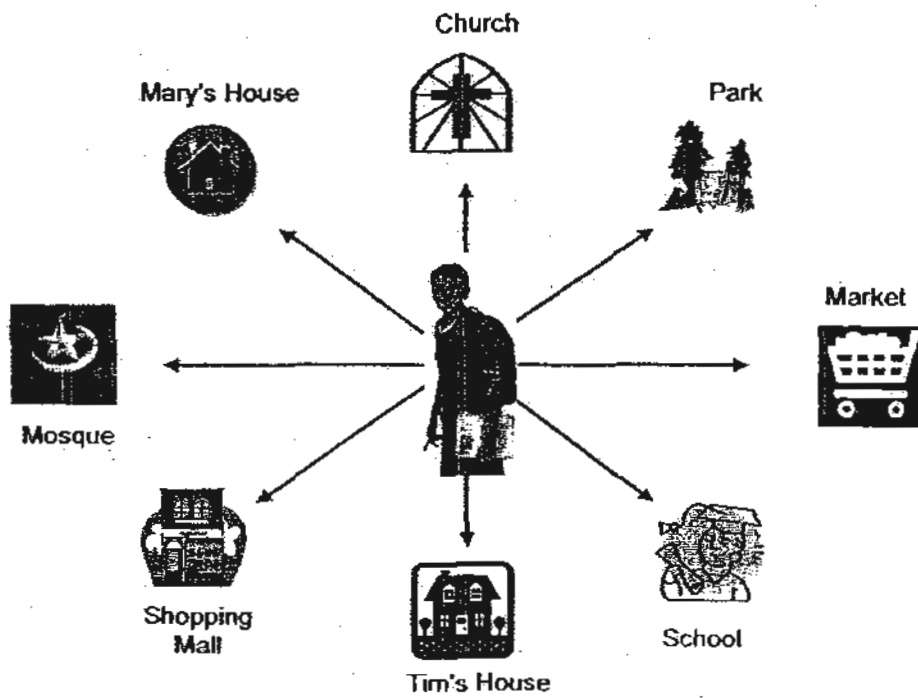 Church
Mary's House
Park
Market
Mosque
Shopping
Mall
School
Tim's House